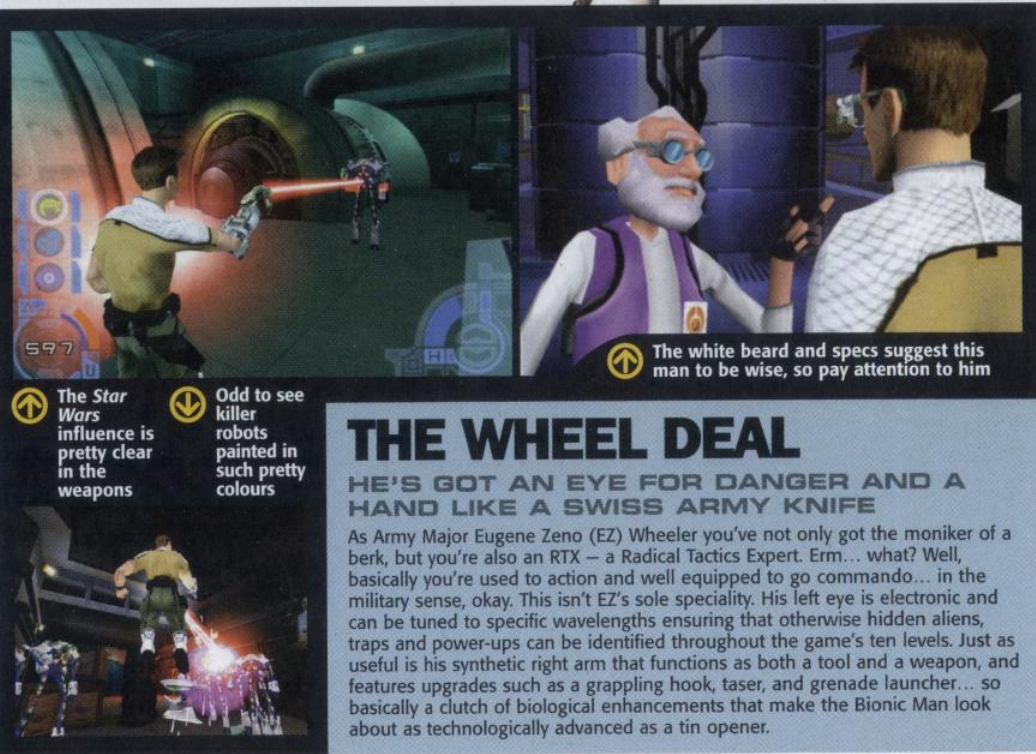 597
H
The white beard and specs suggest this
man to be wise, so pay attention to him
The Star
Wars
influence is
pretty clear
in the
weapons
Odd to see
killer
robots
painted in
such pretty
colours
THE WHEEL DEAL
HE'S GOT AN EYE FOR DANGER AND A
HAND LIKE A SWISS ARMY KNIFE
As Army Major Eugene Zeno (EZ) Wheeler you've not only got the moniker of a
berk, but you're also an RTX – a Radical Tactics Expert. Erm... what? Well,
basically you're used to action and well equipped to go commando... in the
military sense, okay. This isn't EZ's sole speciality. His left eye is electronic and
can be tuned to specific wavelengths ensuring that otherwise hidden aliens,
traps and power-ups can be identified throughout the game's ten levels. Just as
useful is his synthetic right arm that functions as both a tool and a weapon, and
features upgrades such as a grappling hook, taser, and grenade launcher... so
basically a clutch of biological enhancements that make the Bionic Man look
about as technologically advanced as a tin opener.